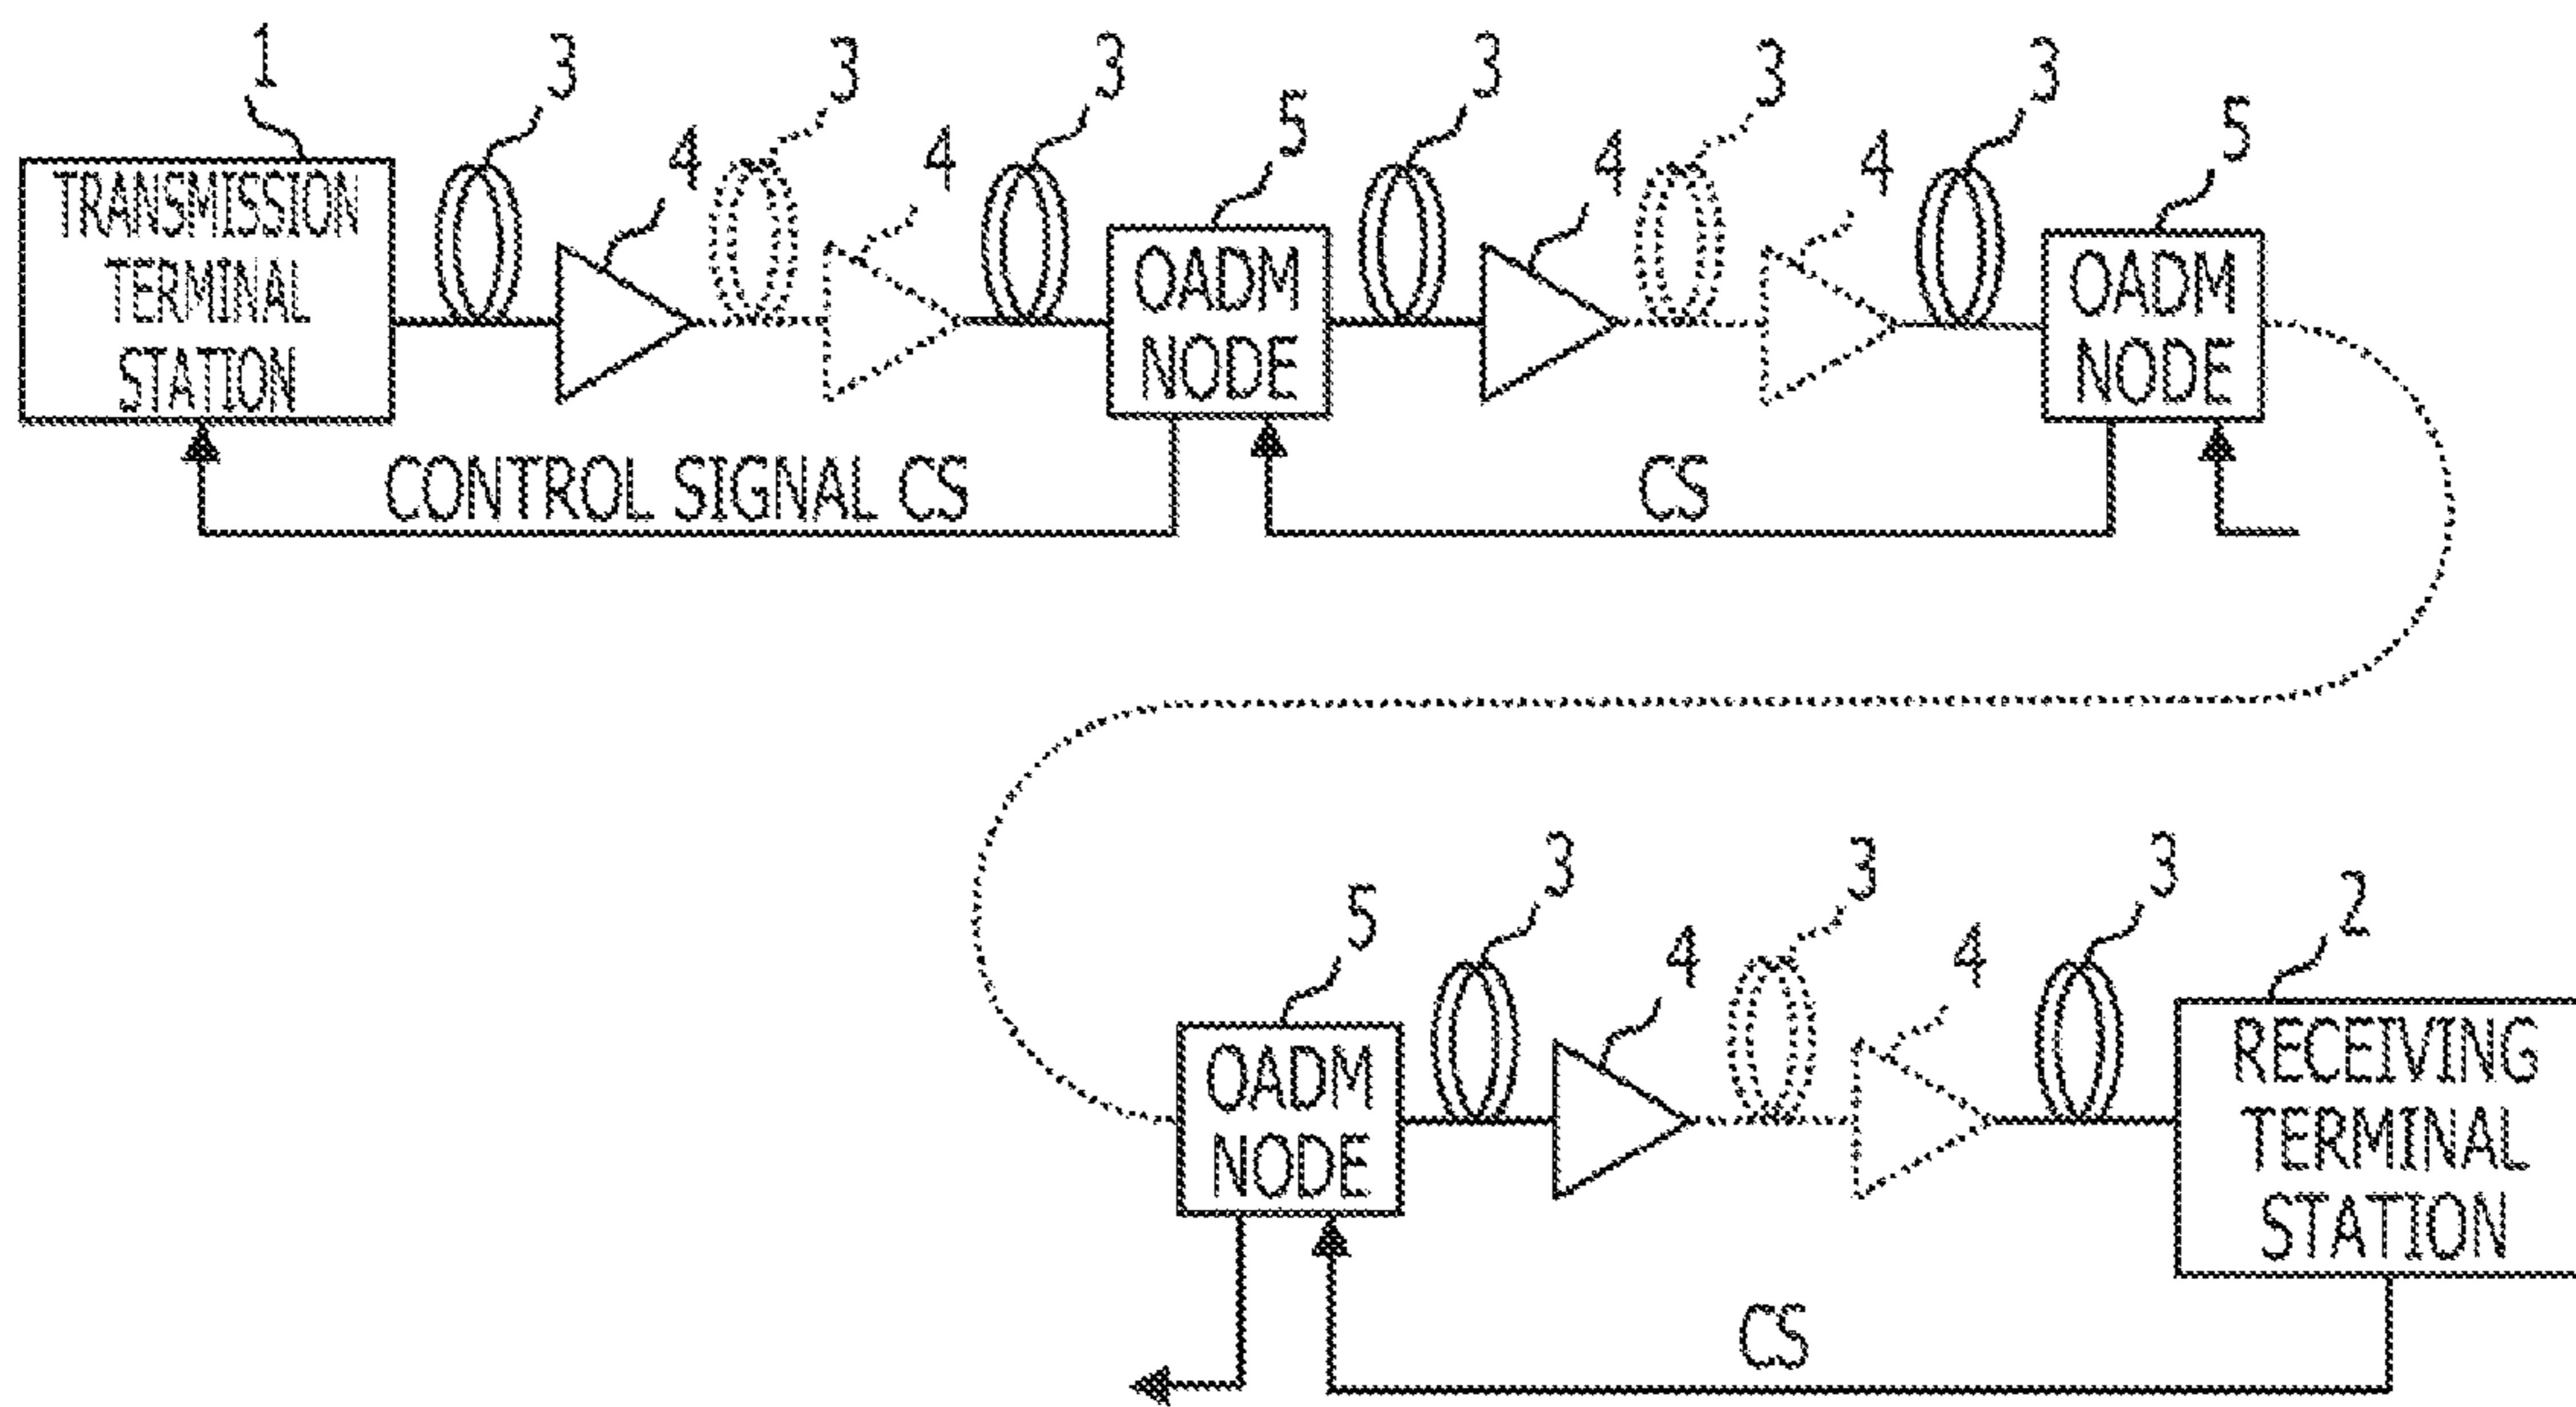 1 3 3 3 3 3 3
4 4 5 4 4 5
TRANSMISSION
TERMINAL
STATION
OADM
NODE
OADM
NODE
CONTROL SIGNAL CS
CS
3 3 3
5 4 4 2
OADM
NODE
RECEIVING
TERMINAL
STATION
CS